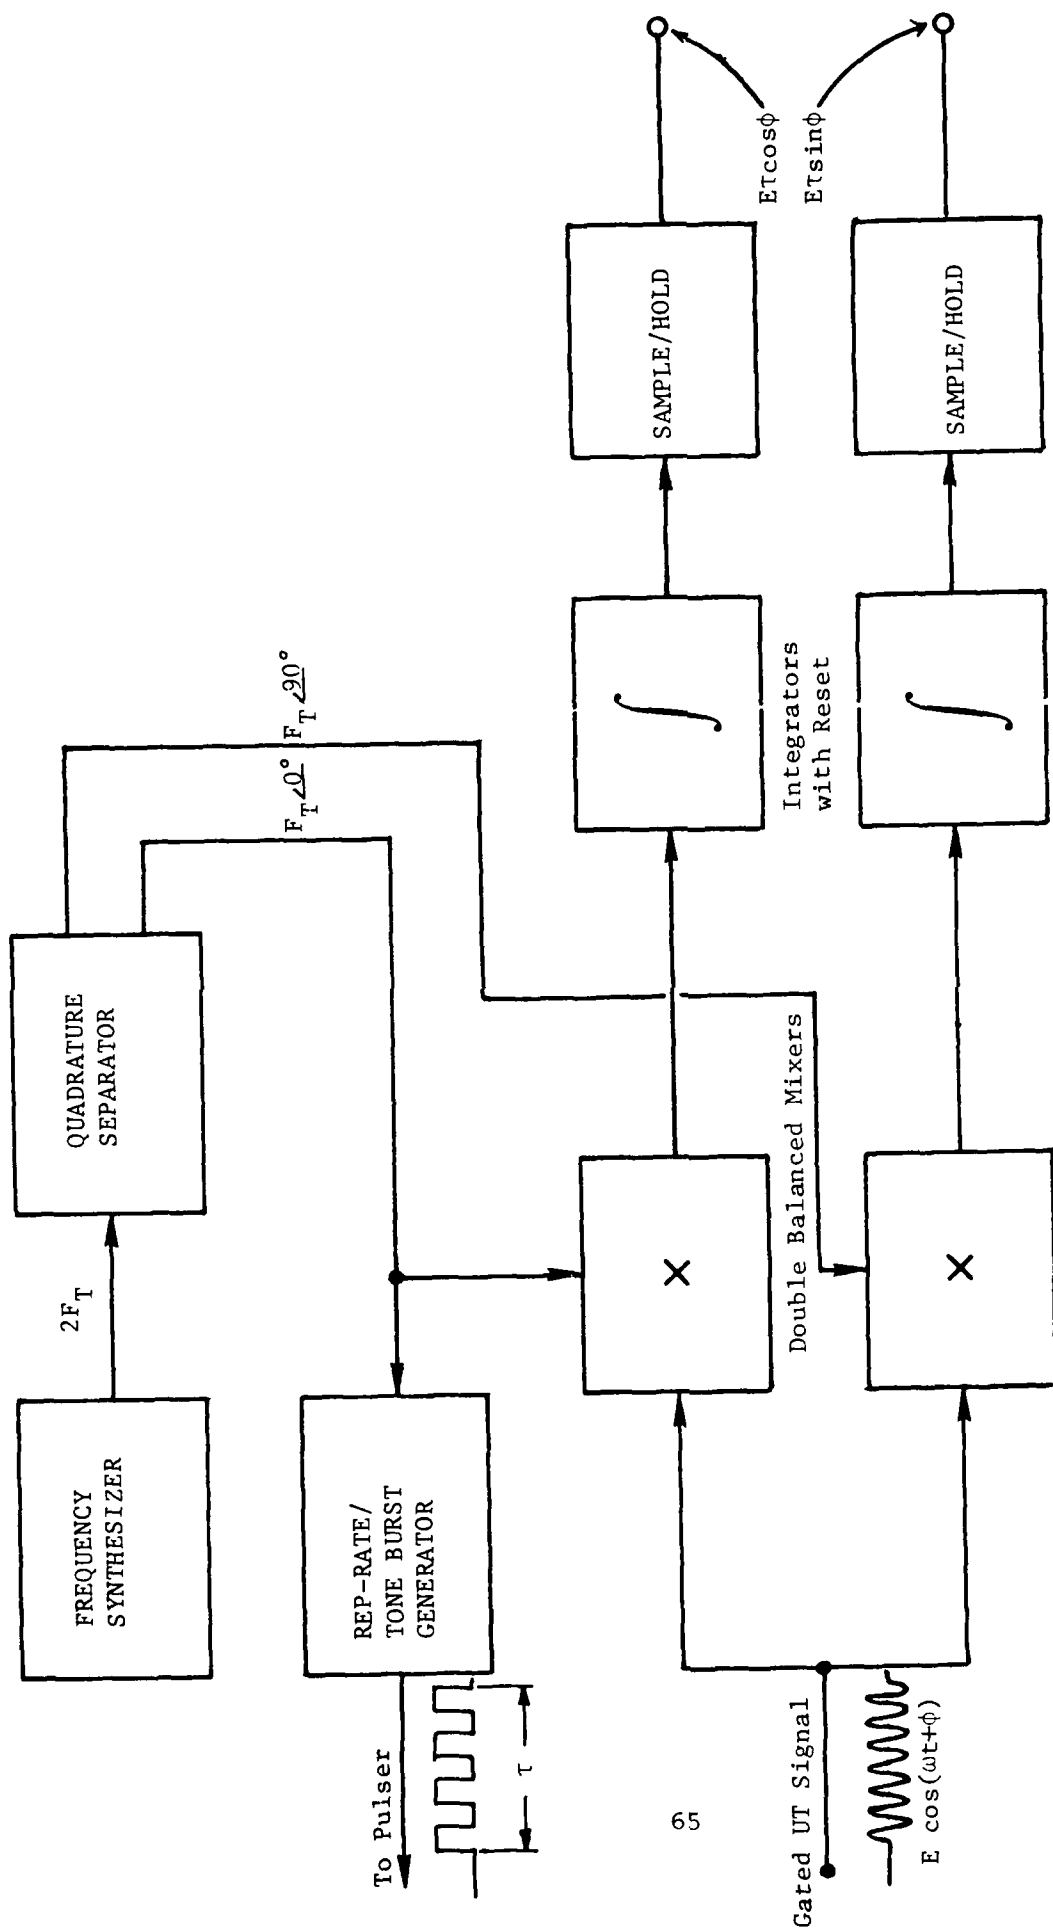 FREQUENCY
SYNTHESIZER
2F_T
QUADRATURE
SEPARATOR
F_T∠0°
F_T∠90°
REP-RATE/
TONE BURST
GENERATOR
To Pulser
τ
×
Double Balanced Mixers
×
∫
Integrators
with Reset
∫
SAMPLE/HOLD
SAMPLE/HOLD
Eτcosφ
Eτsinφ
Gated UT Signal
E cos(ωt+φ)
65